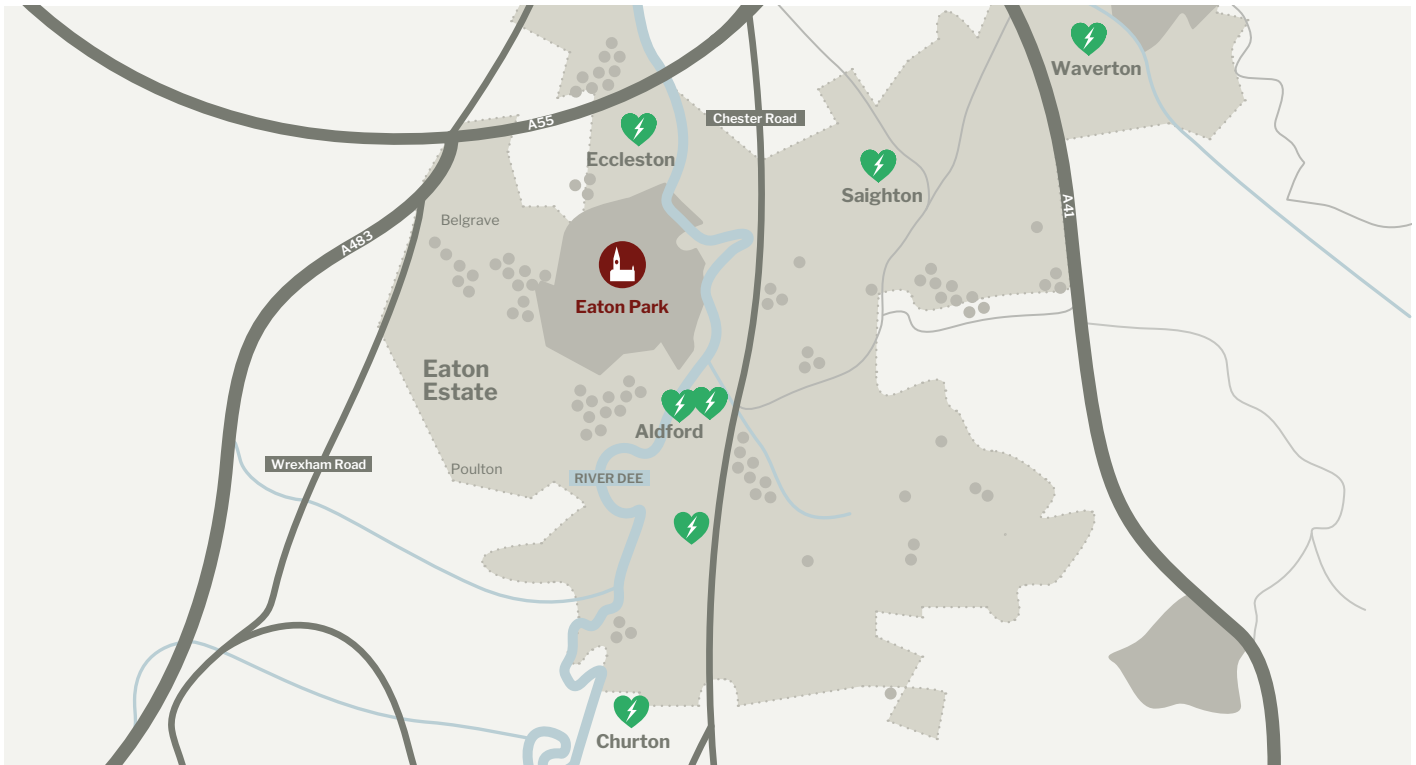 Waverton
Chester Road
A55
Eccleston
Saighton
A41
Belgrave
A483
Eaton Park
Eaton
Estate
Aldford
Wrexham Road
Poulton
RIVER DEE
Churton